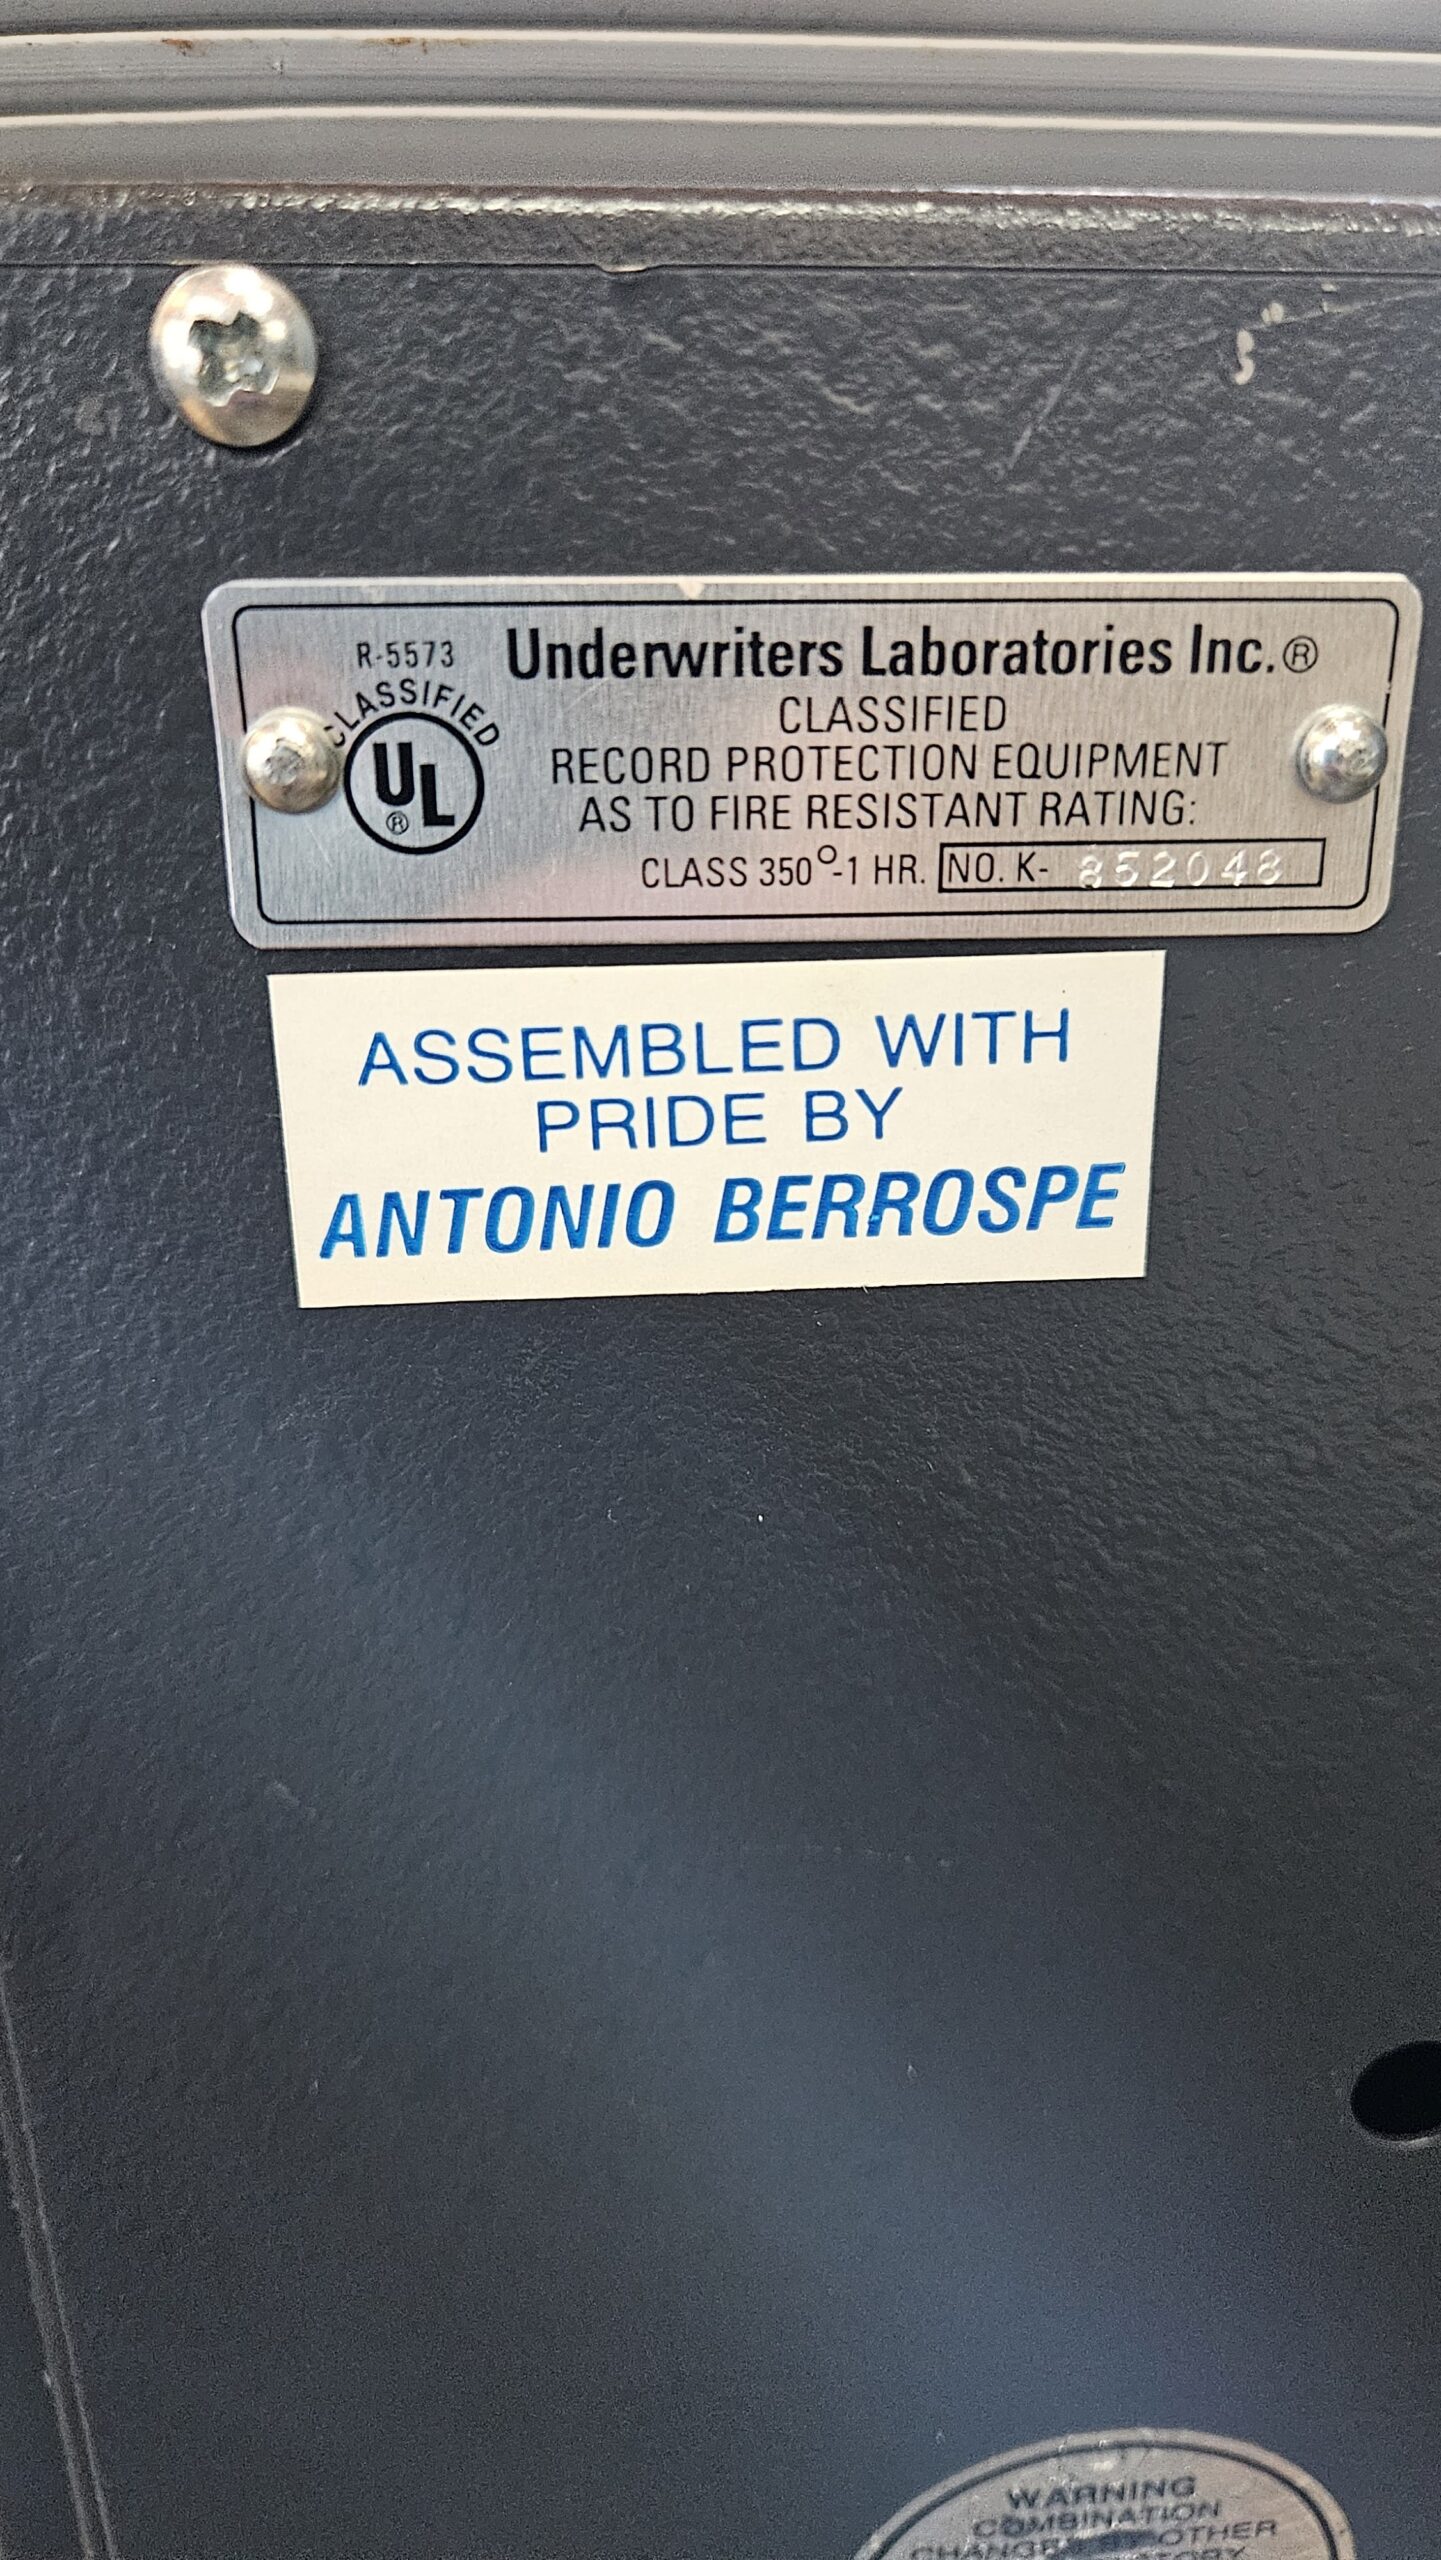 R-5573
CLASSIFIED
UL®
Underwriters Laboratories Inc.®
CLASSIFIED
RECORD PROTECTION EQUIPMENT
AS TO FIRE RESISTANT RATING:
CLASS 350°-1 HR. NO. K- 852048
ASSEMBLED WITH
PRIDE BY
ANTONIO BERROSPE
WARNING
COMBINATION
OTHER